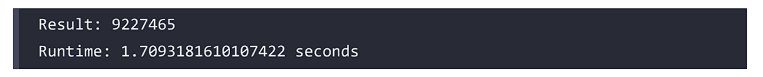 Result: 9227465
Runtime: 1.7093181610107422 seconds